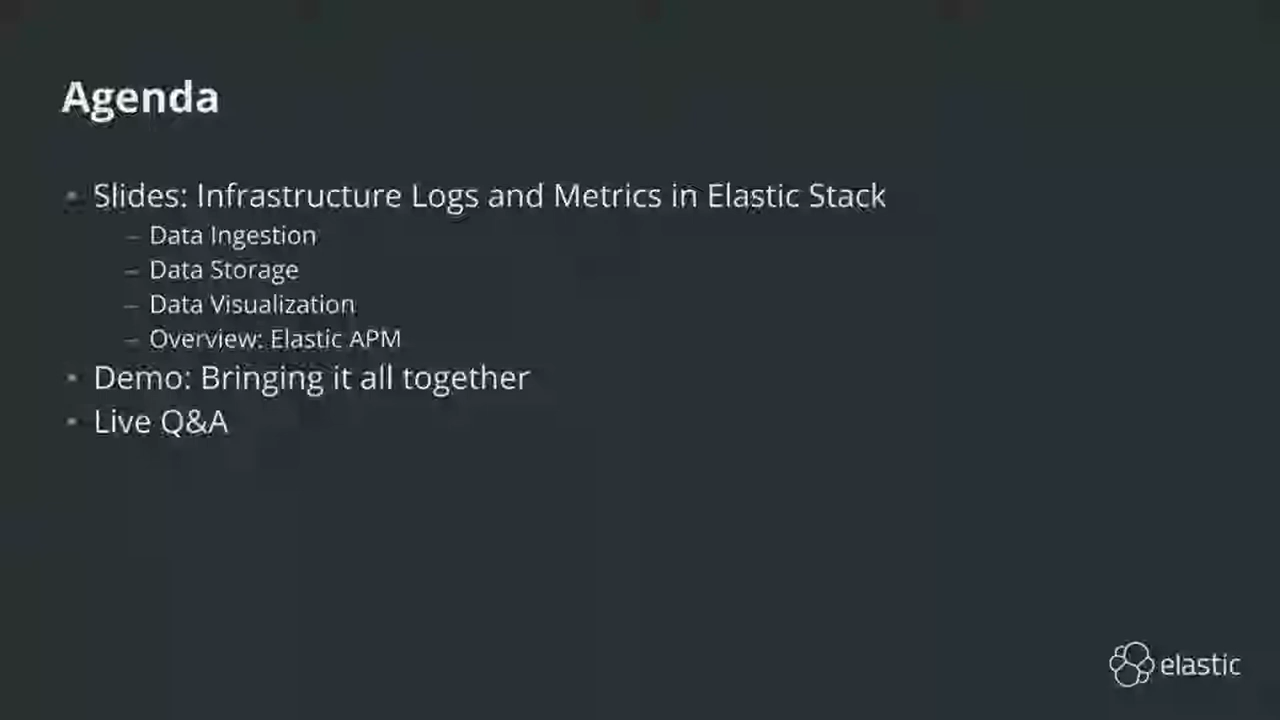 Agenda
• Slides: Infrastructure Logs and Metrics in Elastic Stack
– Data Ingestion
– Data Storage
– Data Visualization
– Overview: Elastic APM
• Demo: Bringing it all together
• Live Q&A
elastic